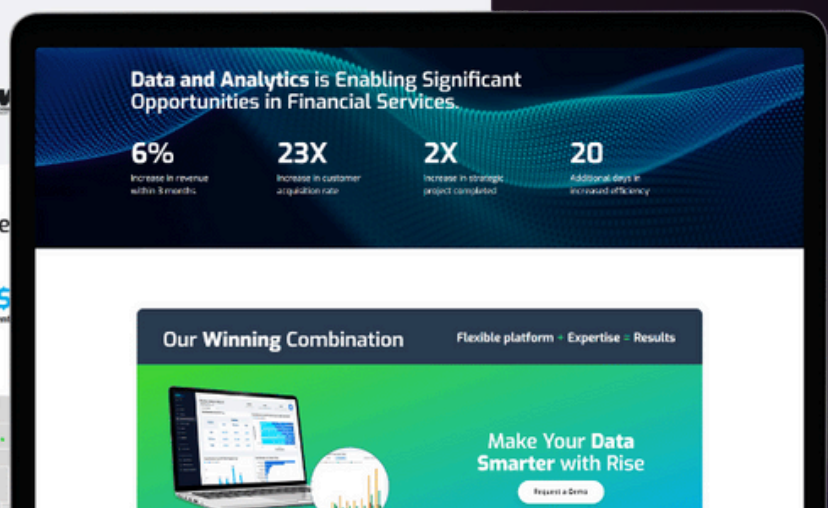 Data and Analytics is Enabling Significant
Opportunities in Financial Services.
6%
23X
2X
20
Increase in revenue
within 3 months
Increase in customer
acquisition rate
Increase in strategic
project completed
Additional days in
increased efficiency
Our Winning Combination
Flexible platform + Expertise = Results
Make Your Data
Smarter with Rise
Request a Demo